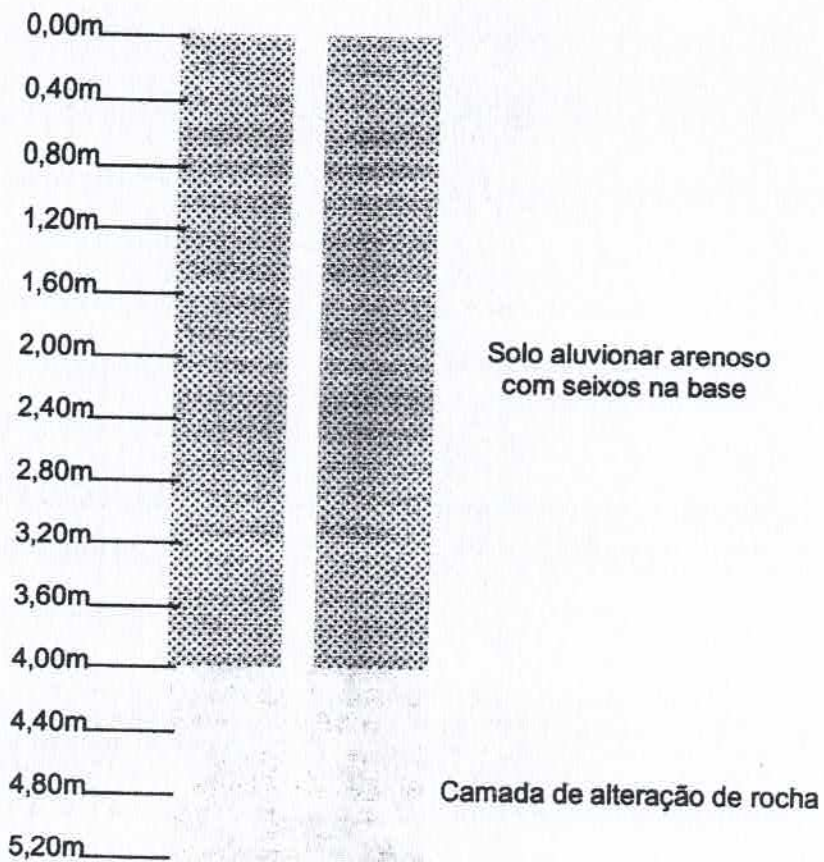 0,00m
0,40m
0,80m
1,20m
1,60m
2,00m
Solo aluvionar arenoso
com seixos na base
2,40m
2,80m
3,20m
3,60m
4,00m
4,40m
4,80m
Camada de alteração de rocha
5,20m